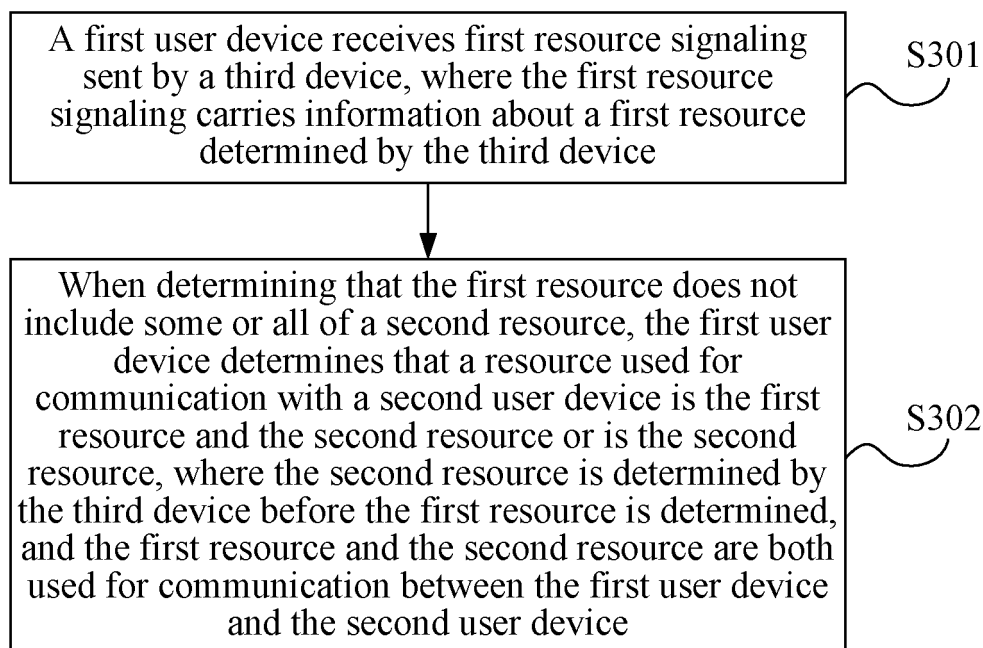 A first user device receives first resource signaling
sent by a third device, where the first resource
signaling carries information about a first resource
determined by the third device
S301
When determining that the first resource does not
include some or all of a second resource, the first user
device determines that a resource used for
communication with a second user device is the first
resource and the second resource or is the second
resource, where the second resource is determined by
the third device before the first resource is determined,
and the first resource and the second resource are both
used for communication between the first user device
and the second user device
S302